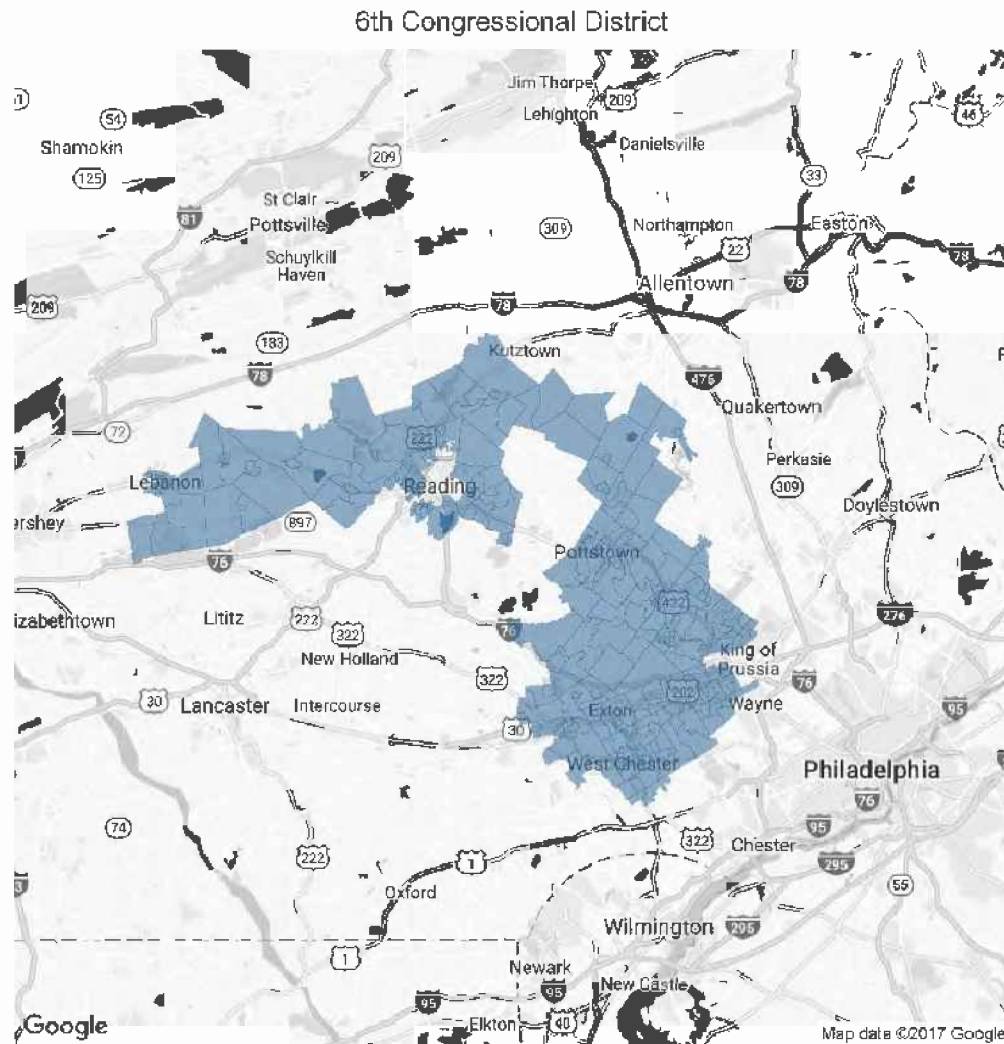 6th Congressional District
Jim Thorpe
209
Lehighton
46
54
Shamokin
Danielsville
209
125
33
St Clair
81
Pottsville
309
Northampton
Easton
22
Schuylkill
Haven
78
78
Allentown
209
78
183
Kutztown
78
476
Quakertown
72
222
Perkasie
Lebanon
Reading
309
Doylestown
ershey
897
Pottstown
76
422
276
izabethtown
Lititz
222
322
76
King of
Prussia
New Holland
322
76
202
30
Lancaster
Intercourse
Exton
Wayne
95
30
West Chester
Philadelphia
76
74
95
322
Chester
222
1
295
Oxford
55
Wilmington
295
1
Newark
New Castle
95
95
Google
Elkton
40
Map data ©2017 Google